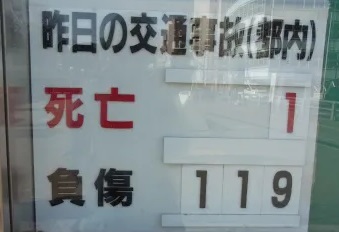 昨日の交通事故(都内)
死亡 1
負傷 119